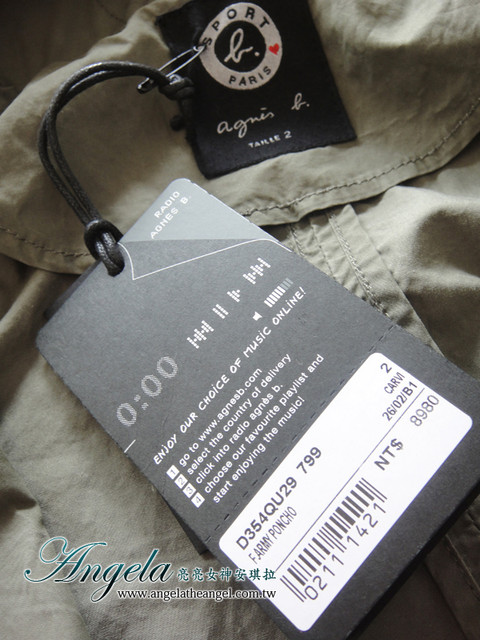 SPORT
b.
PARIS
agnès b.
TAILLE 2
RADIO
AGNÈS B.
0:00
ENJOY OUR CHOICE OF MUSIC ONLINE!
1 go to www.agnesb.com
2 select the country of delivery
3 click into radio agnès b.
4 choose our favourite playlist and
start enjoying the music!
2
CARVI
26/02/B1
NT$ 8980
D354QU29 799
F-ARMY PONCHO
021111421
Angela 亮亮女神安琪拉
www.angelatheangel.com.tw